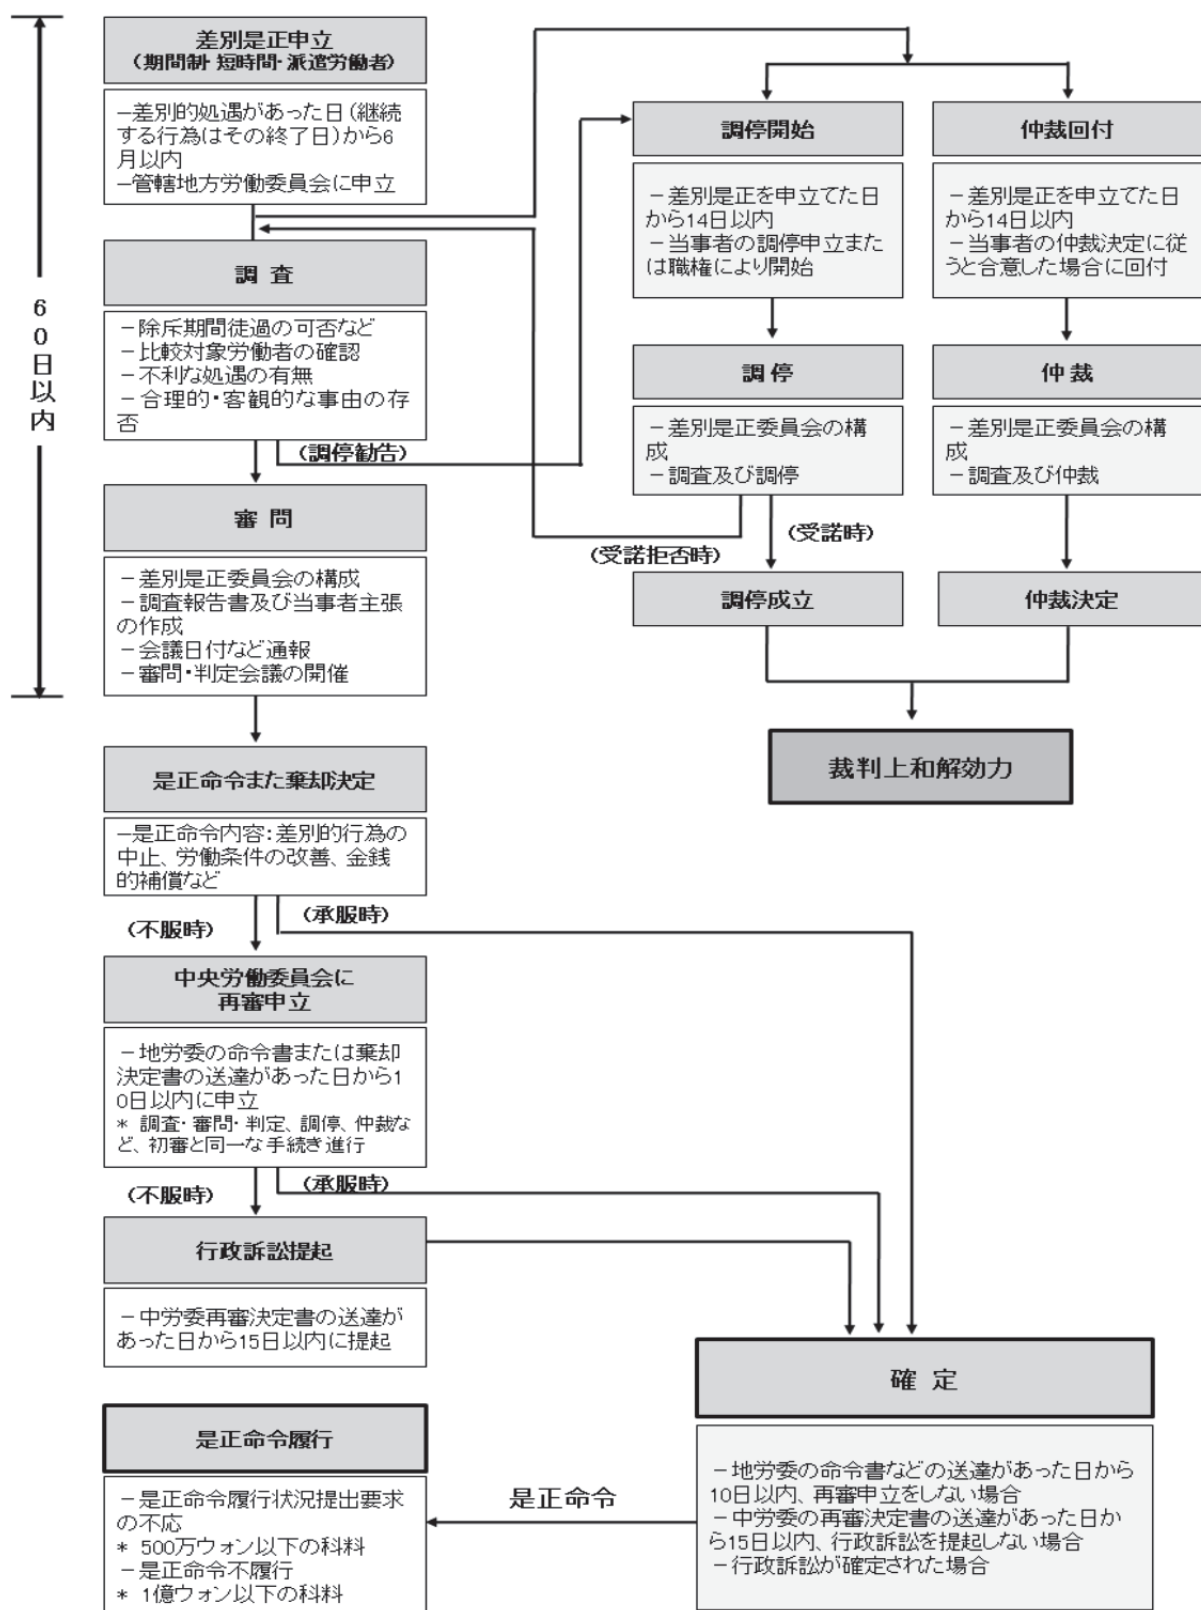 差別是正申立
(期間制・短時間・派遣労働者)
－差別的処遇があった日(継続
する行為はその終了日)から6
月以内
－管轄地方労働委員会に申立
60日以内
調 査
－除斥期間徒過の可否など
－比較対象労働者の確認
－不利な処遇の有無
－合理的・客観的な事由の存
否
(調停勧告)
審 問
－差別是正委員会の構成
－調査報告書及び当事者主張
の作成
－会議日付など通報
－審問・判定会議の開催
調停開始
－差別是正を申立てた日
から14日以内
－当事者の調停申立また
は職権により開始
調 停
－差別是正委員会の構
成
－調査及び調停
(受諾拒否時)
(受諾時)
調停成立
仲裁回付
－差別是正を申立てた日
から14日以内
－当事者の仲裁決定に従
うと合意した場合に回付
仲 裁
－差別是正委員会の構
成
－調査及び仲裁
仲裁決定
裁判上和解効力
是正命令また棄却決定
－是正命令内容：差別的行為の
中止、労働条件の改善、金銭
的補償など
(不服時)
(承服時)
中央労働委員会に
再審申立
－地労委の命令書または棄却
決定書の送達があった日から1
0日以内に申立
* 調査・審問・判定、調停、仲裁な
ど、初審と同一な手続き進行
(不服時)
(承服時)
行政訴訟提起
－中労委再審決定書の送達が
あった日から15日以内に提起
確 定
－地労委の命令書などの送達があった日から
10日以内、再審申立をしない場合
－中労委の再審決定書の送達があった日か
ら15日以内、行政訴訟を提起しない場合
－行政訴訟が確定された場合
是正命令
是正命令履行
－是正命令履行状況提出要求
の不応
* 500万ウォン以下の科料
－是正命令不履行
* 1億ウォン以下の科料